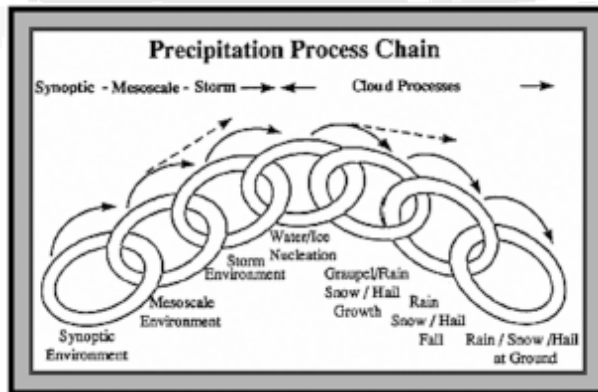 Precipitation Process Chain
Synoptic - Mesoscale - Storm
Cloud Processes
Synoptic
Environment
Mesoscale
Environment
Storm
Environment
Water/Ice
Nucleation
Graupel/Rain
Snow / Hail
Growth
Rain
Snow / Hail
Fall
Rain / Snow /Hail
at Ground